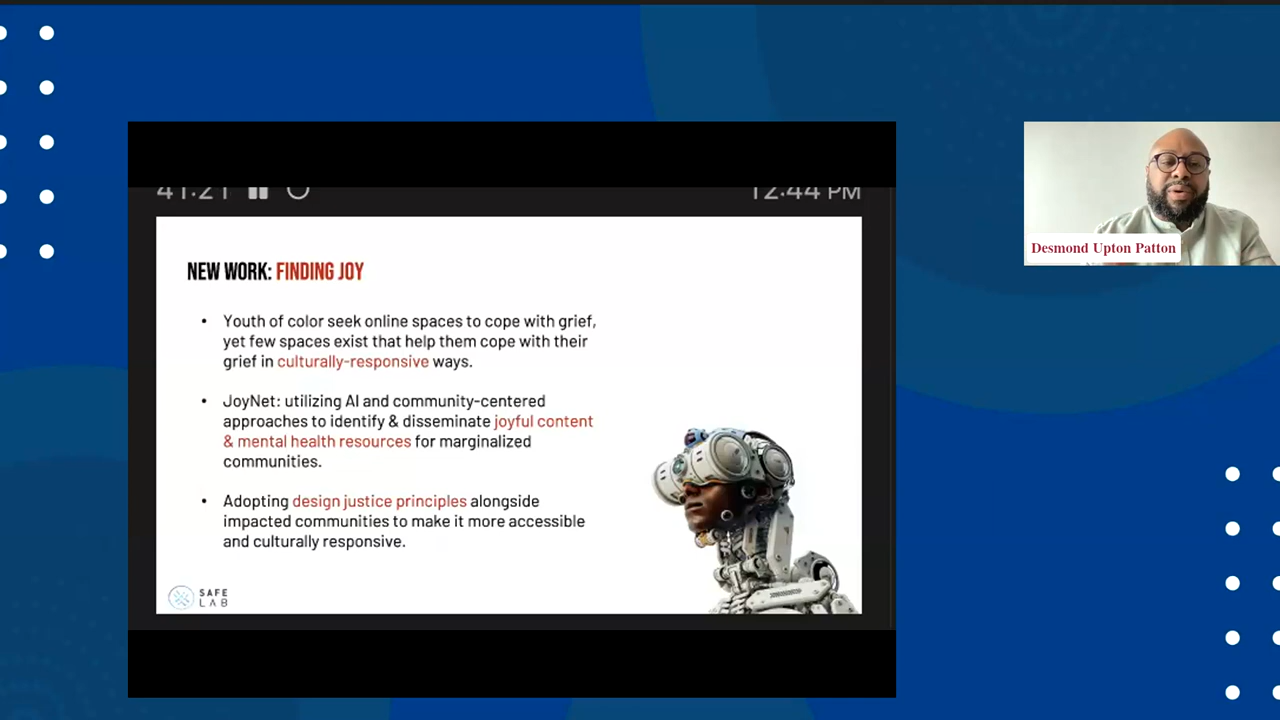 41:21
12:44 PM
NEW WORK: FINDING JOY
• Youth of color seek online spaces to cope with grief,
yet few spaces exist that help them cope with their
grief in culturally-responsive ways.
• JoyNet: utilizing AI and community-centered
approaches to identify & disseminate joyful content
& mental health resources for marginalized
communities.
• Adopting design justice principles alongside
impacted communities to make it more accessible
and culturally responsive.
SAFE
LAB
Desmond Upton Patton